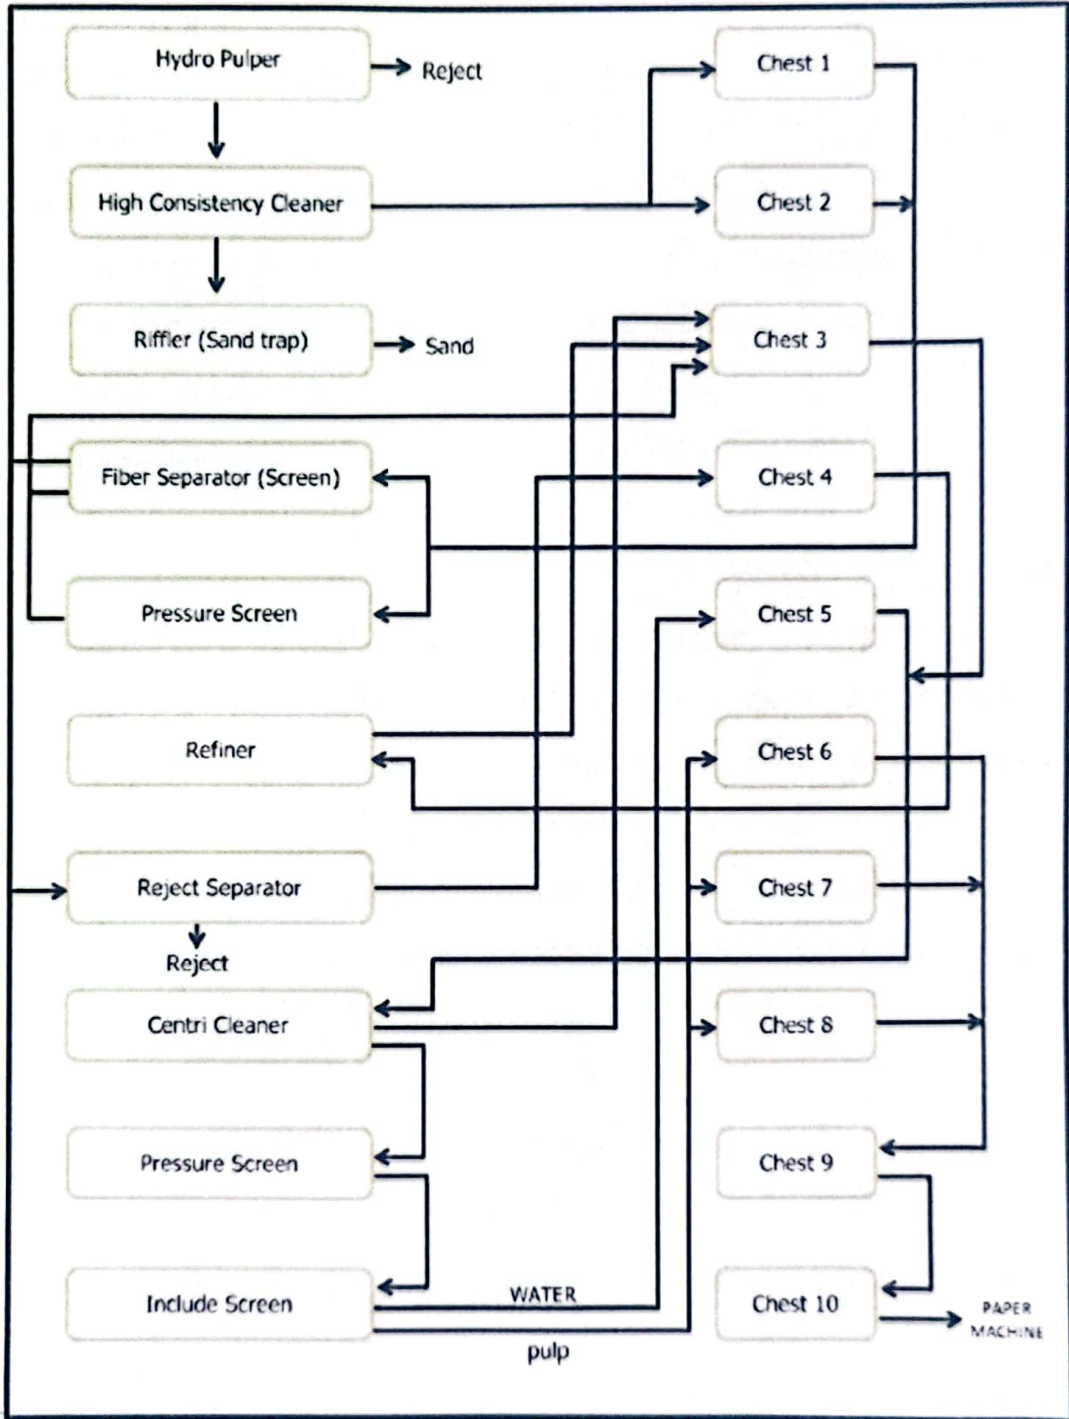 Hydro Pulper
Reject
Chest 1
High Consistency Cleaner
Chest 2
Riffler (Sand trap)
Sand
Chest 3
Fiber Separator (Screen)
Chest 4
Pressure Screen
Chest 5
Refiner
Chest 6
Reject Separator
Chest 7
Reject
Centri Cleaner
Chest 8
Pressure Screen
Chest 9
Include Screen
WATER
pulp
Chest 10
PAPER
MACHINE